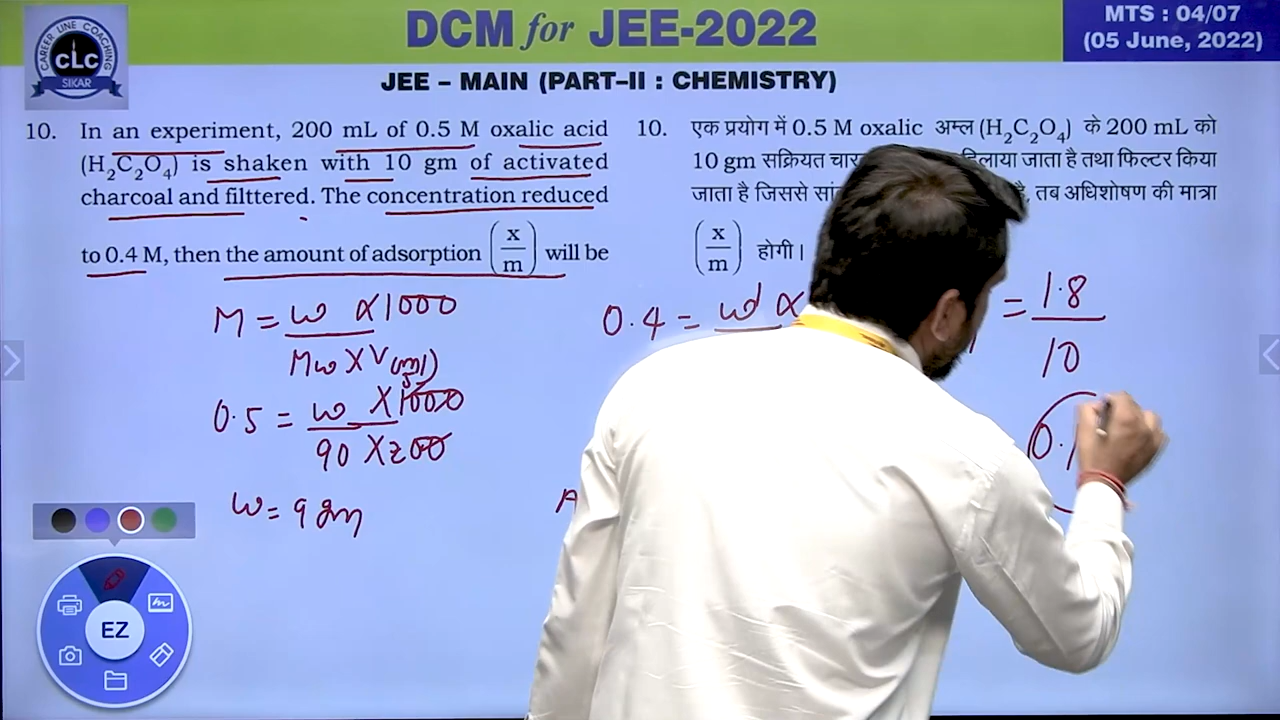 CAREER LINE COACHING
CLC
SIKAR
DCM for JEE-2022
MTS : 04/07
(05 June, 2022)
JEE – MAIN (PART–II : CHEMISTRY)
10. In an experiment, 200 mL of 0.5 M oxalic acid
(H₂C₂O₄) is shaken with 10 gm of activated
charcoal and filttered. The concentration reduced
to 0.4 M, then the amount of adsorption (x/m) will be
10. एक प्रयोग में 0.5 M oxalic अम्ल (H₂C₂O₄) के 200 mL को
10 gm सक्रियत हिलाया जाता है तथा फिल्टर किया
जाता है जिससे तब अधिशोषण की मात्रा
(x/m) होगी।
M = w × 1000
Mw × V (ml)
0.5 = w × 1000
90 × 200
w = 9 gm
0.4 =
= 1.8
10
EZ